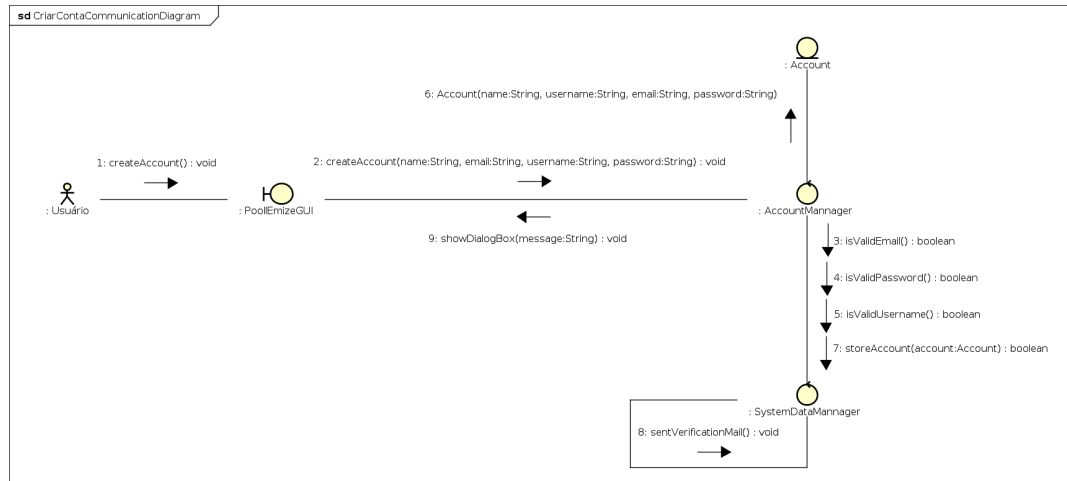 sd CriarContaCommunicationDiagram
: Account
6: Account(name:String, username:String, email:String, password:String)
1: createAccount() : void
2: createAccount(name:String, email:String, username:String, password:String) : void
: Usuário
: PoollEmizeGUI
: AccountMannager
9: showDialogBox(message:String) : void
3: isValidEmail() : boolean
4: isValidPassword() : boolean
5: isValidUsername() : boolean
7: storeAccount(account:Account) : boolean
: SystemDataMannager
8: sentVerificationMail() : void